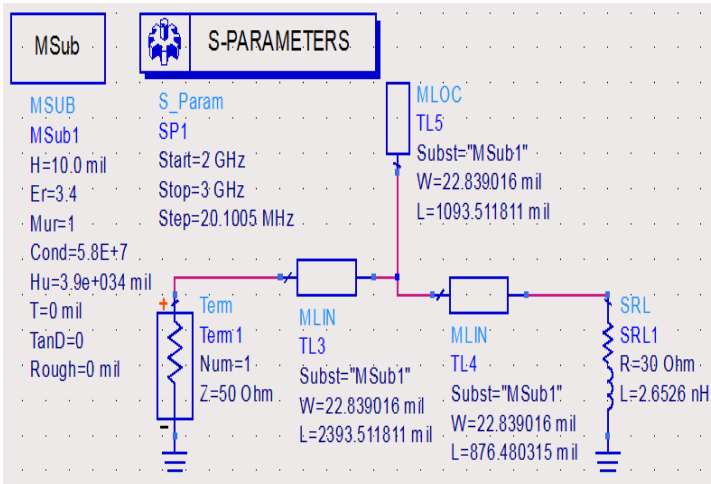 MSub
S-PARAMETERS
MSUB
MSub1
H=10.0 mil
Er=3.4
Mur=1
Cond=5.8E+7
Hu=3.9e+034 mil
T=0 mil
TanD=0
Rough=0 mil
S_Param
SP1
Start=2 GHz
Stop=3 GHz
Step=20.1005 MHz
MLOC
TL5
Subst="MSub1"
W=22.839016 mil
L=1093.511811 mil
+
Term
Term1
Num=1
Z=50 Ohm
-
MLIN
TL3
Subst="MSub1"
W=22.839016 mil
L=2393.511811 mil
MLIN
TL4
Subst="MSub1"
W=22.839016 mil
L=876.480315 mil
SRL
SRL1
R=30 Ohm
L=2.6526 nH